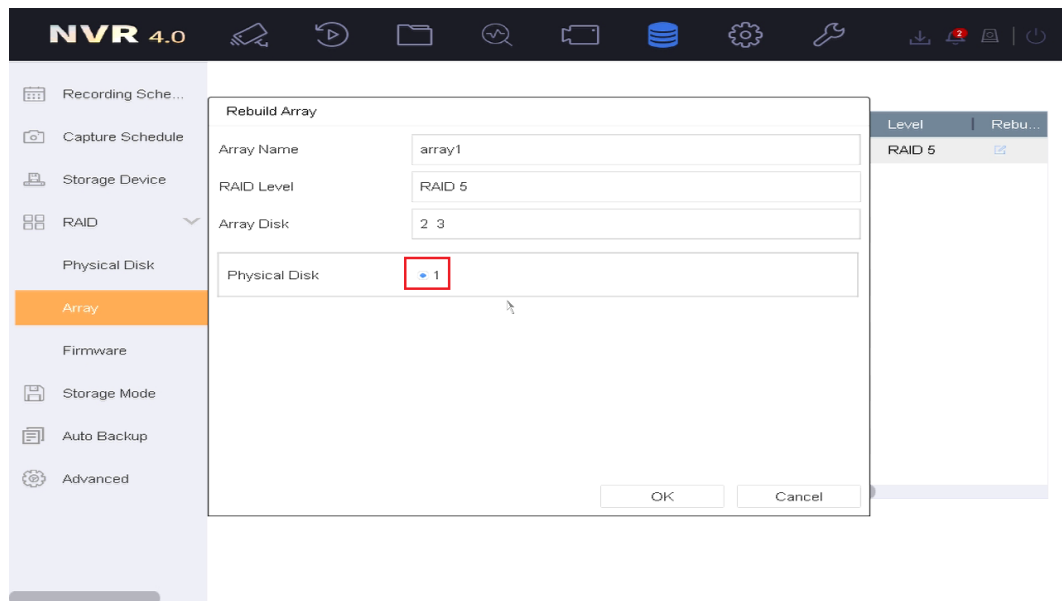 NVR 4.0
2
Recording Sche...
Capture Schedule
Storage Device
RAID
Physical Disk
Array
Firmware
Storage Mode
Auto Backup
Advanced
Rebuild Array
Array Name array1
RAID Level RAID 5
Array Disk 2 3
Physical Disk 1
OK Cancel
Level Rebu...
RAID 5